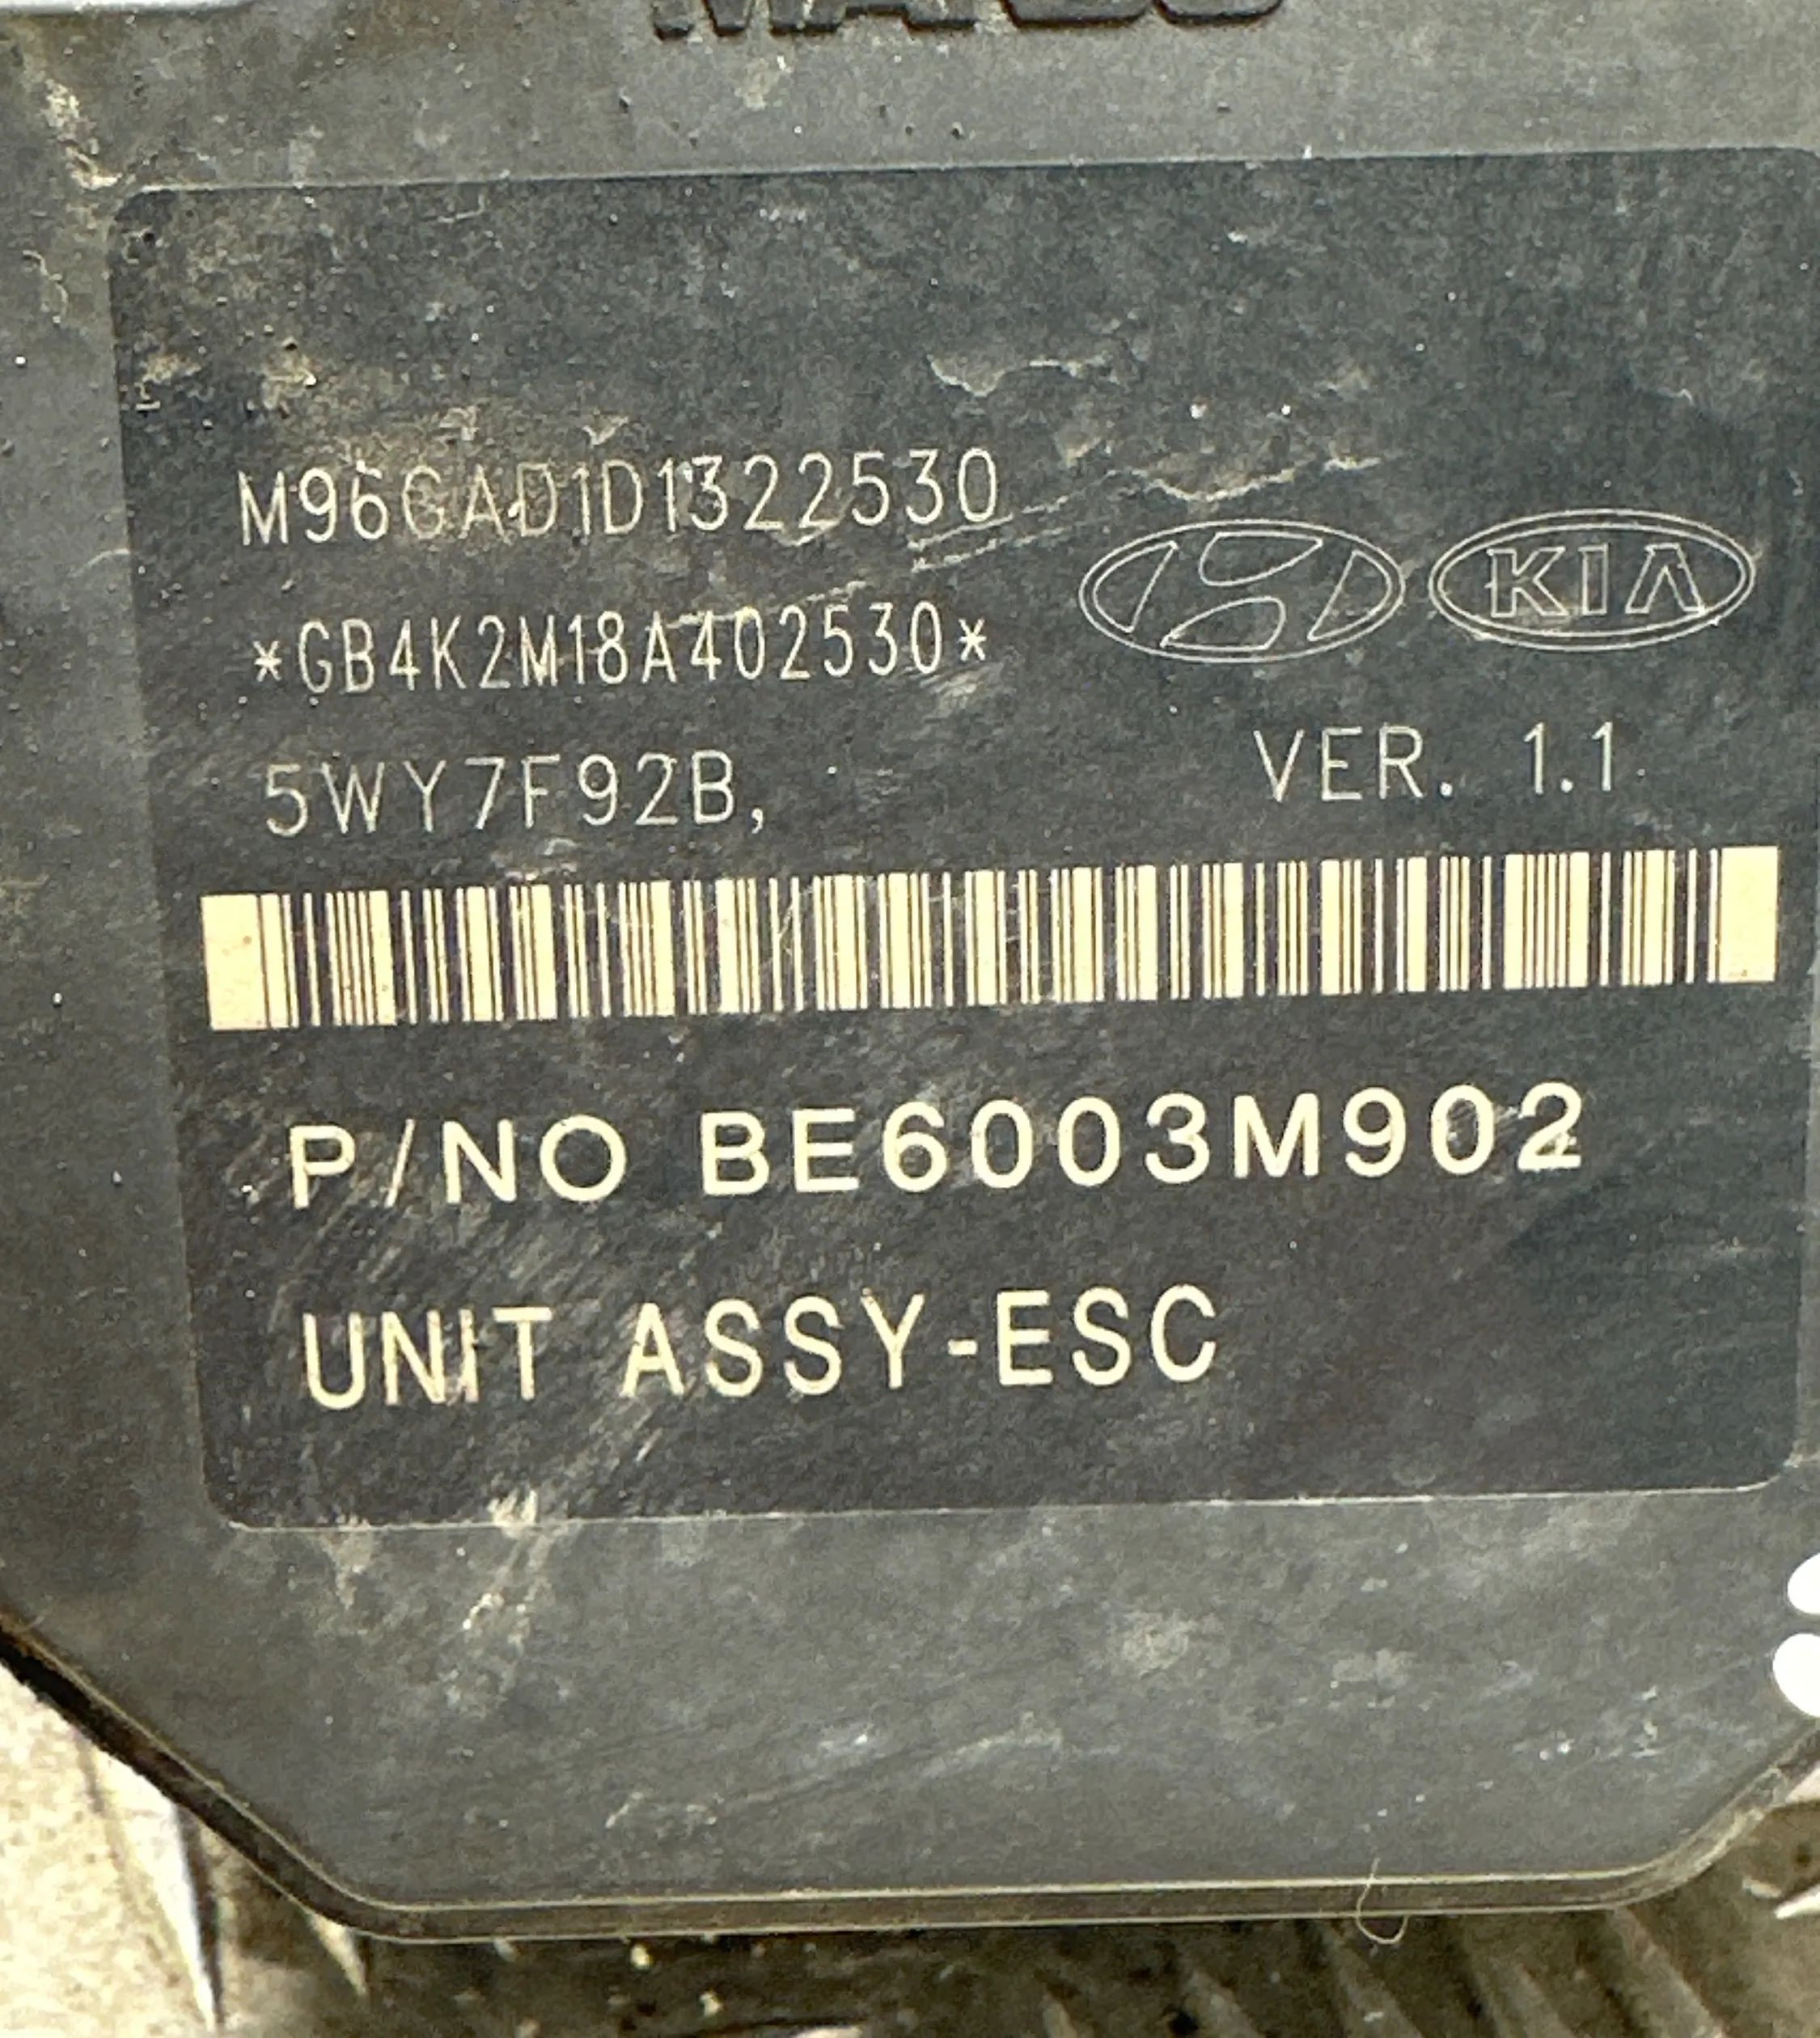 M96GAD1D1322530
*GB4K2M18A402530*
KIA
5WY7F92B,
VER. 1.1
P/NO BE6003M902
UNIT ASSY-ESC